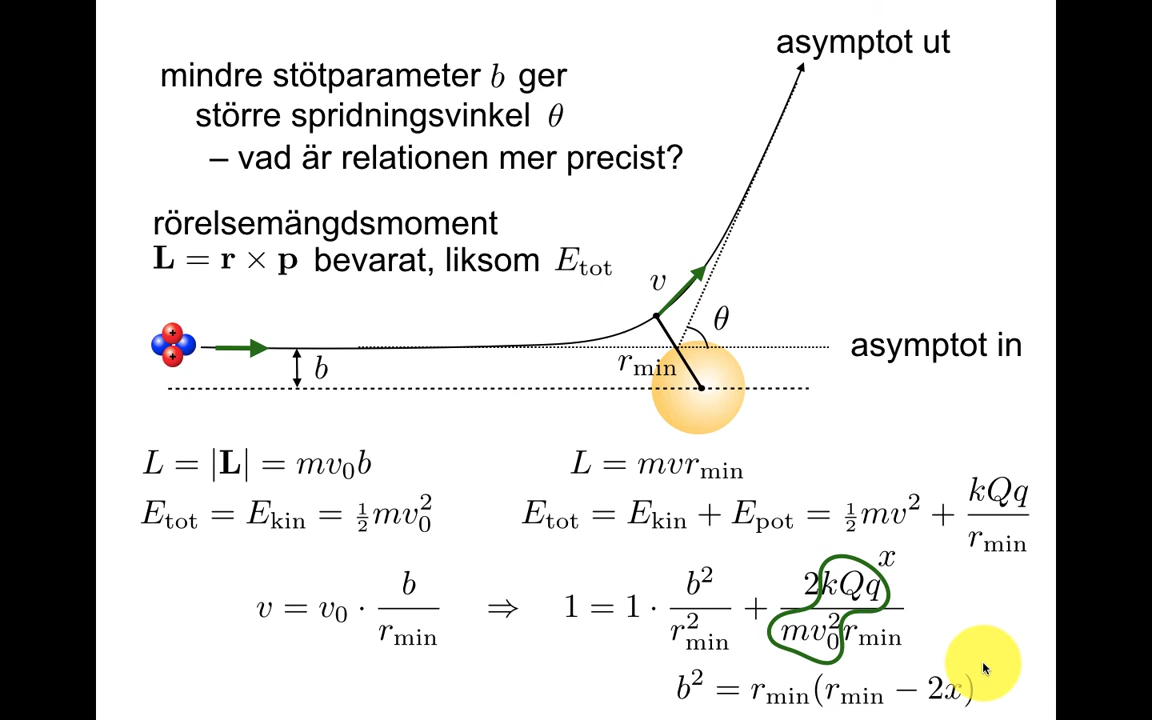 asymptot ut
mindre stötparameter b ger
större spridningsvinkel θ
– vad är relationen mer precist?
rörelsemängdsmoment
L = r × p bevarat, liksom E_tot
v
θ
+
+
b
r_min
asymptot in
L = |L| = mv₀b
L = mvr_min
E_tot = E_kin = ½mv₀²
E_tot = E_kin + E_pot = ½mv² + kQq/r_min
x
v = v₀ · b/r_min ⇒ 1 = 1 · b²/r²_min + 2kQq/mv₀²r_min
b² = r_min(r_min − 2x)